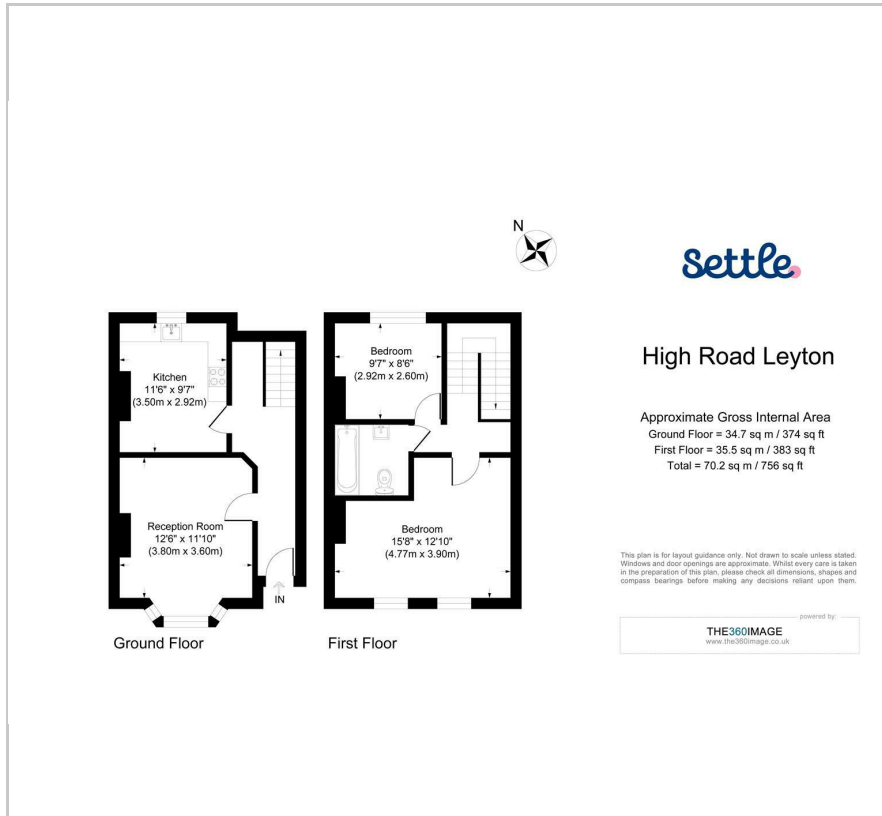 N
Settle
High Road Leyton
Approximate Gross Internal Area
Ground Floor = 34.7 sq m / 374 sq ft
First Floor = 35.5 sq m / 383 sq ft
Total = 70.2 sq m / 756 sq ft
Kitchen
11'6" x 9'7"
(3.50m x 2.92m)
Reception Room
12'6" x 11'10"
(3.80m x 3.60m)
IN
Ground Floor
Bedroom
9'7" x 8'6"
(2.92m x 2.60m)
Bedroom
15'8" x 12'10"
(4.77m x 3.90m)
First Floor
This plan is for layout guidance only. Not drawn to scale unless stated.
Windows and door openings are approximate. Whilst every care is taken
in the preparation of this plan, please check all dimensions, shapes and
compass bearings before making any decisions reliant upon them.
powered by:
THE360IMAGE
www.the360image.co.uk